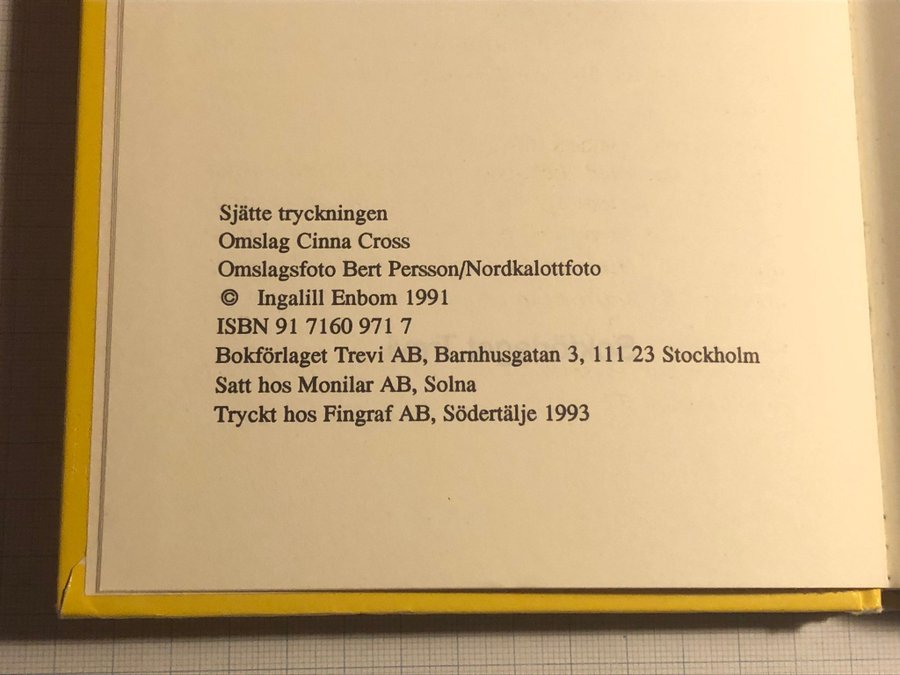 Sjätte tryckningen
Omslag Cinna Cross
Omslagsfoto Bert Persson/Nordkalottfoto
© Ingalill Enbom 1991
ISBN 91 7160 971 7
Bokförlaget Trevi AB, Barnhusgatan 3, 111 23 Stockholm
Satt hos Monilar AB, Solna
Tryckt hos Fingraf AB, Södertälje 1993